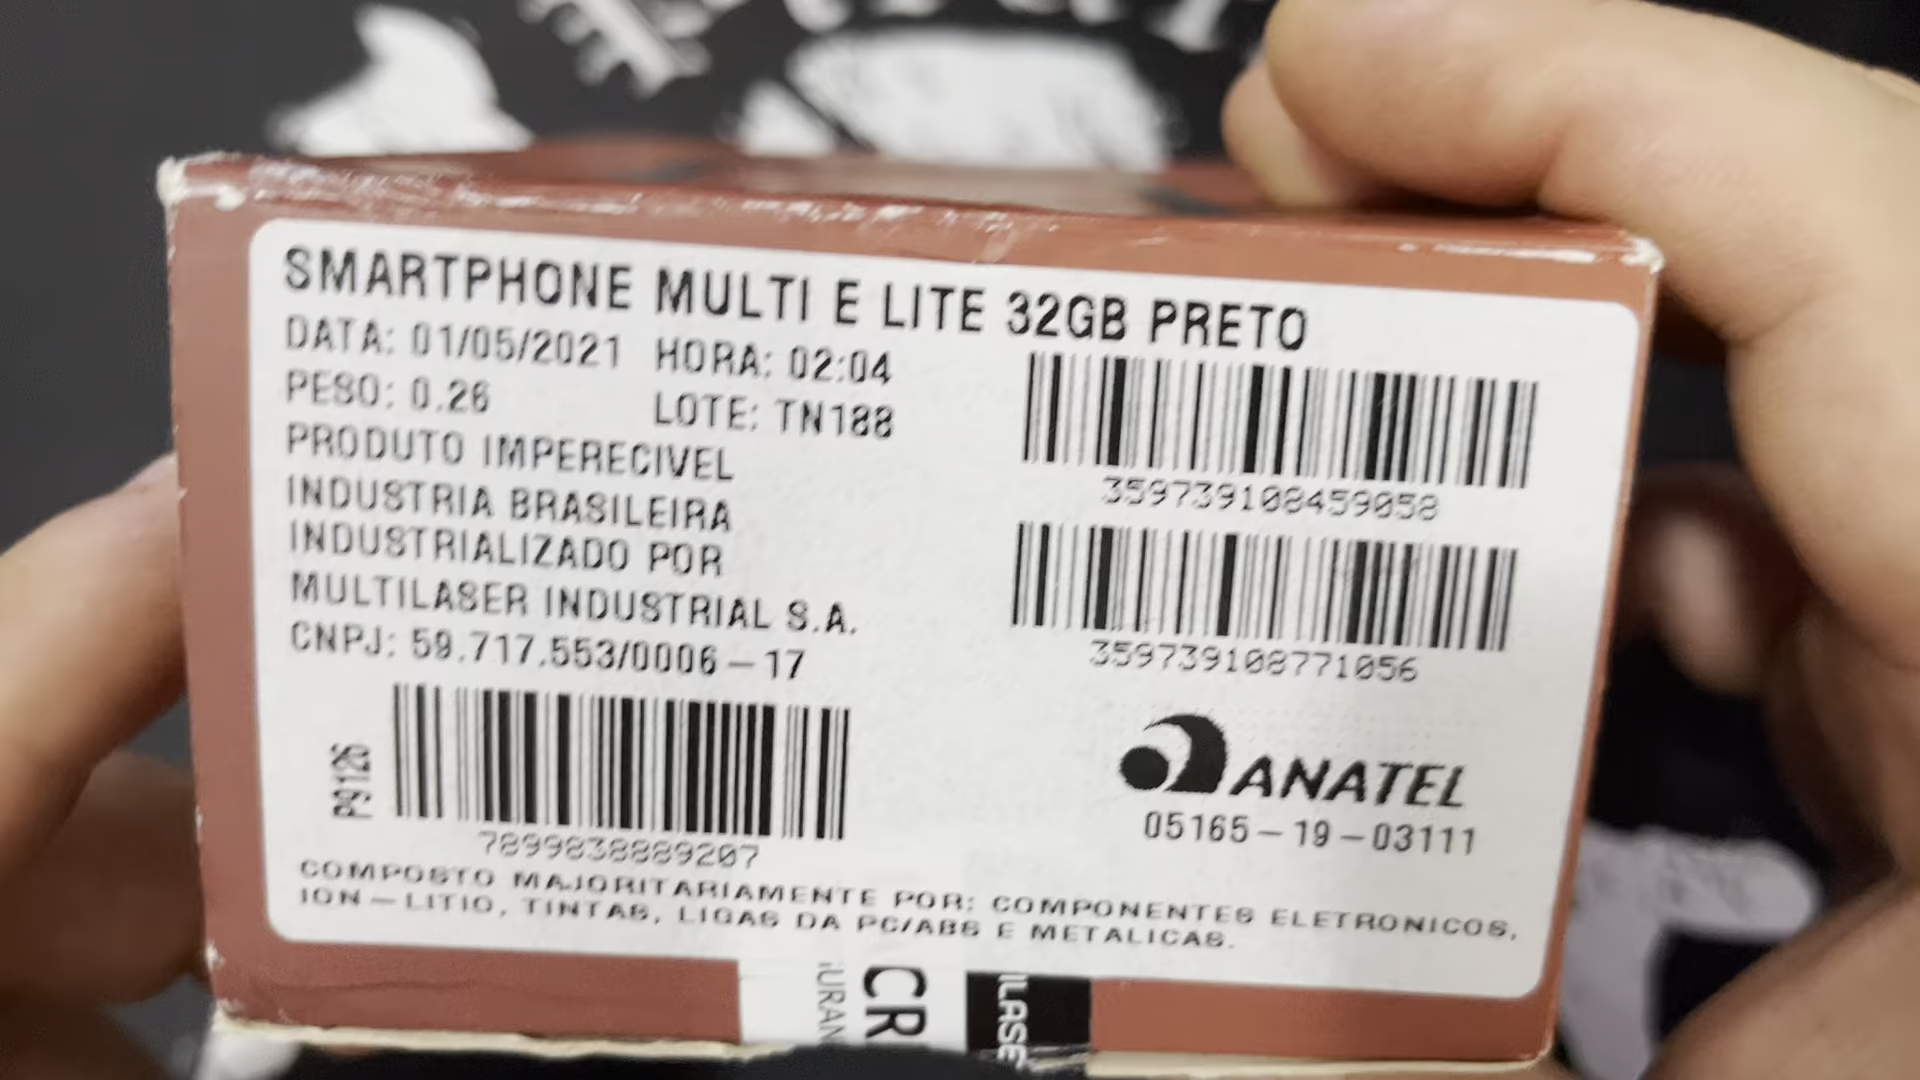 SMARTPHONE MULTI E LITE 32GB PRETO
DATA: 01/05/2021 HORA: 02:04
PESO: 0.26 LOTE: TN188
PRODUTO IMPERECIVEL
INDUSTRIA BRASILEIRA
INDUSTRIALIZADO POR
MULTILASER INDUSTRIAL S.A.
CNPJ: 59.717.553/0006-17
359739108459058
359739108771056
P9126
7899838889207
ANATEL
05165-19-03111
COMPOSTO MAJORITARIAMENTE POR: COMPONENTES ELETRONICOS,
ION-LITIO, TINTAS, LIGAS DA PC/ABS E METALICAS.
CR